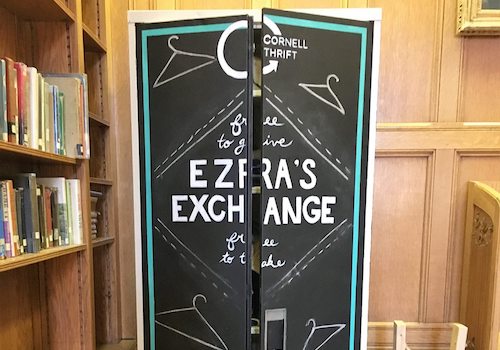 CORNELL
THRIFT
free
to give
EZRA'S
EXCHANGE
free
to take